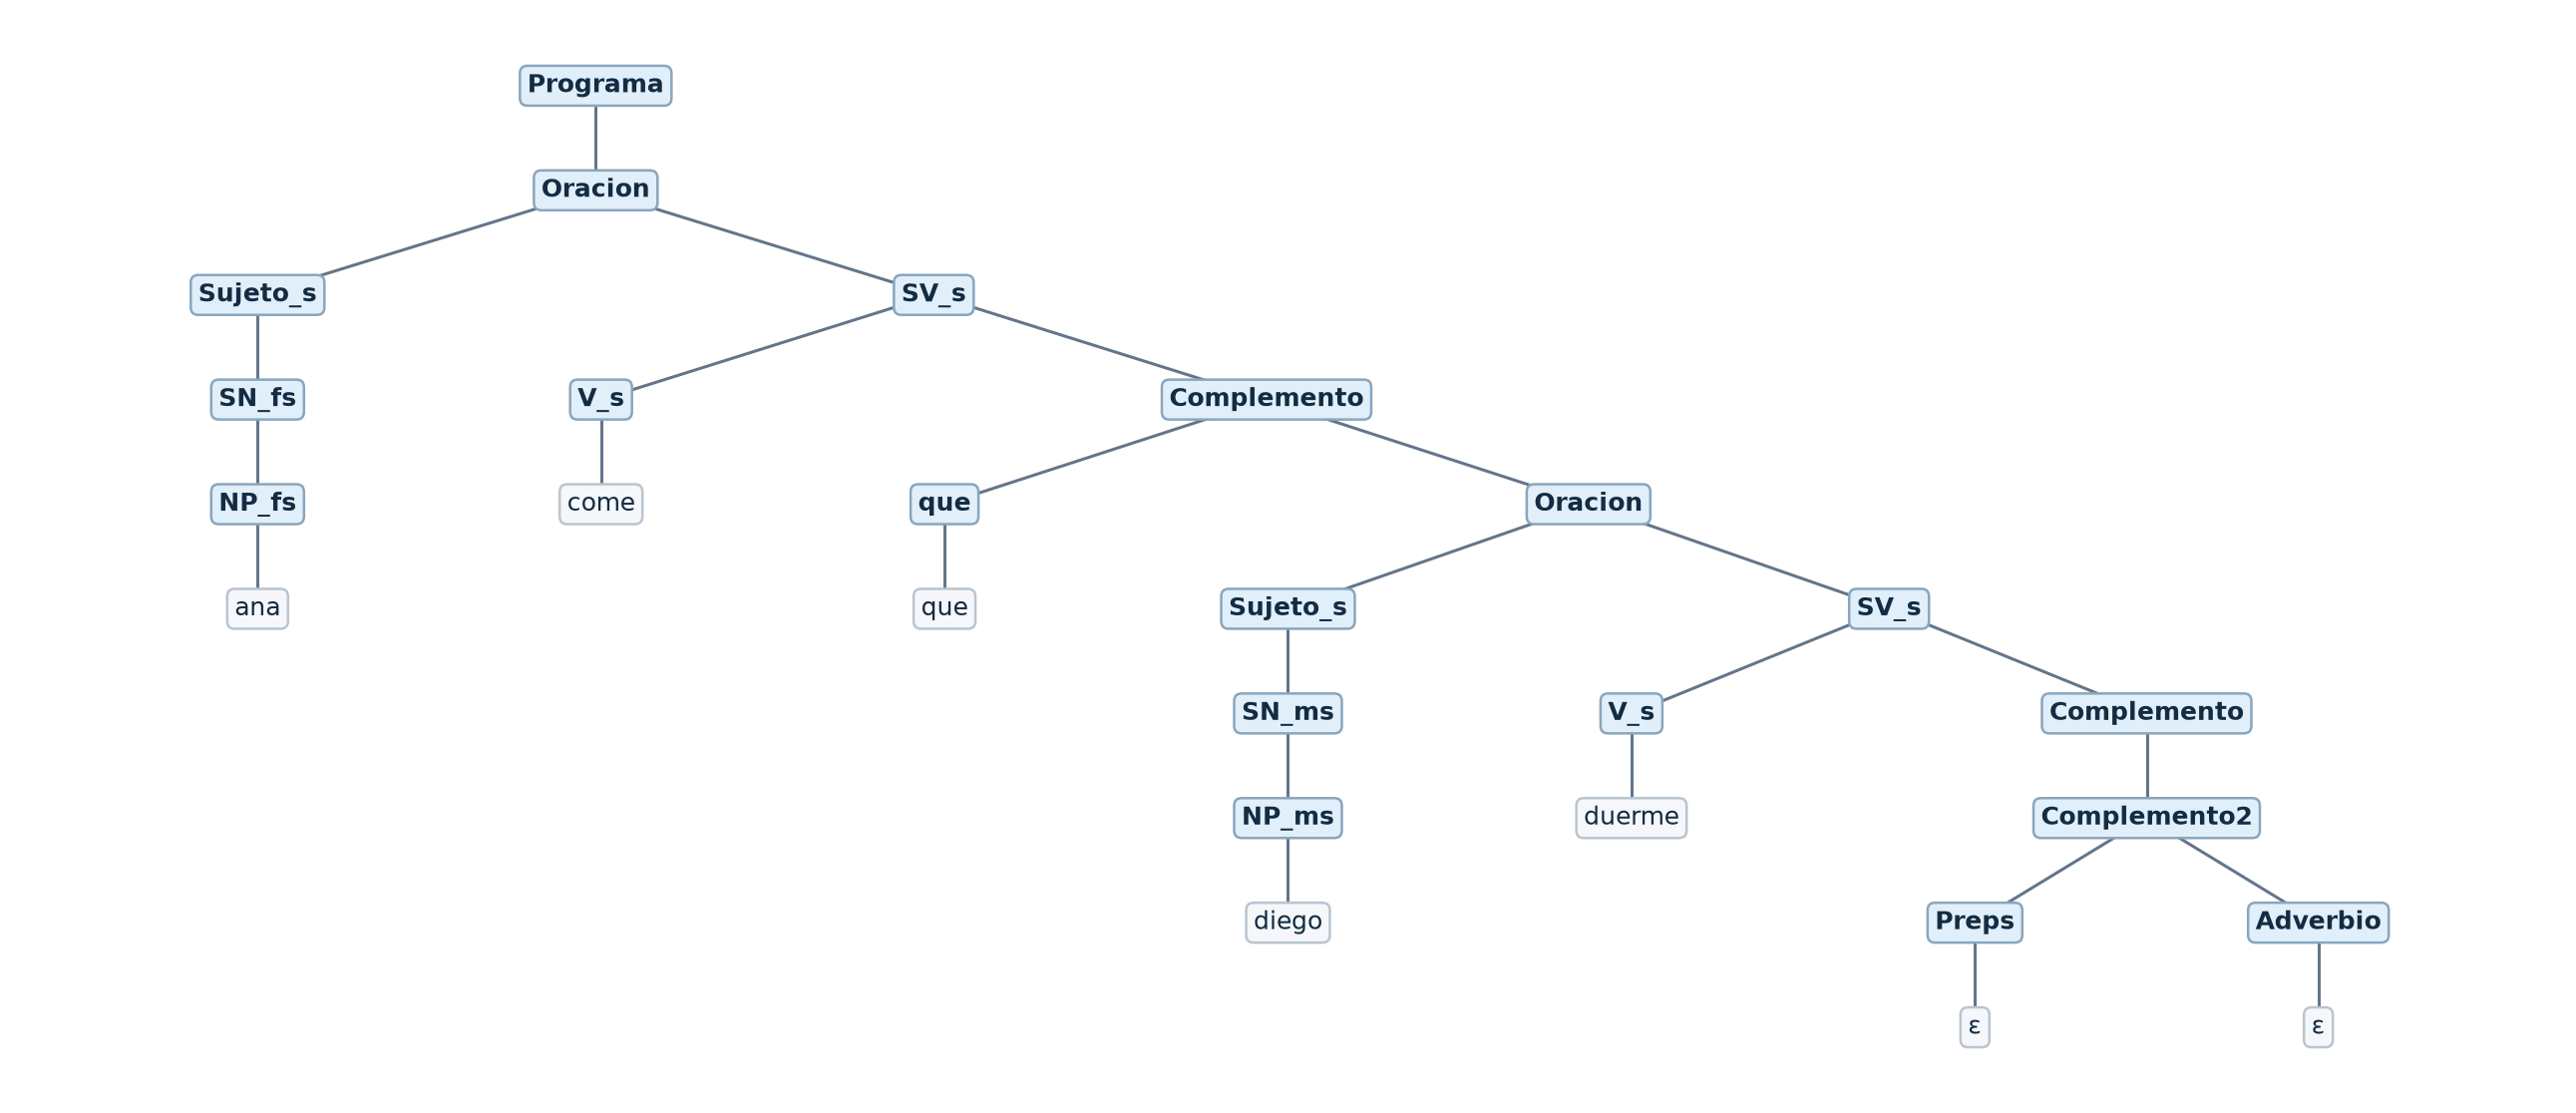 Programa
Oracion
Sujeto_s SV_s
SN_fs V_s Complemento
NP_fs come que Oracion
ana que Sujeto_s SV_s
SN_ms V_s Complemento
NP_ms duerme Complemento2
diego Preps Adverbio
ε ε